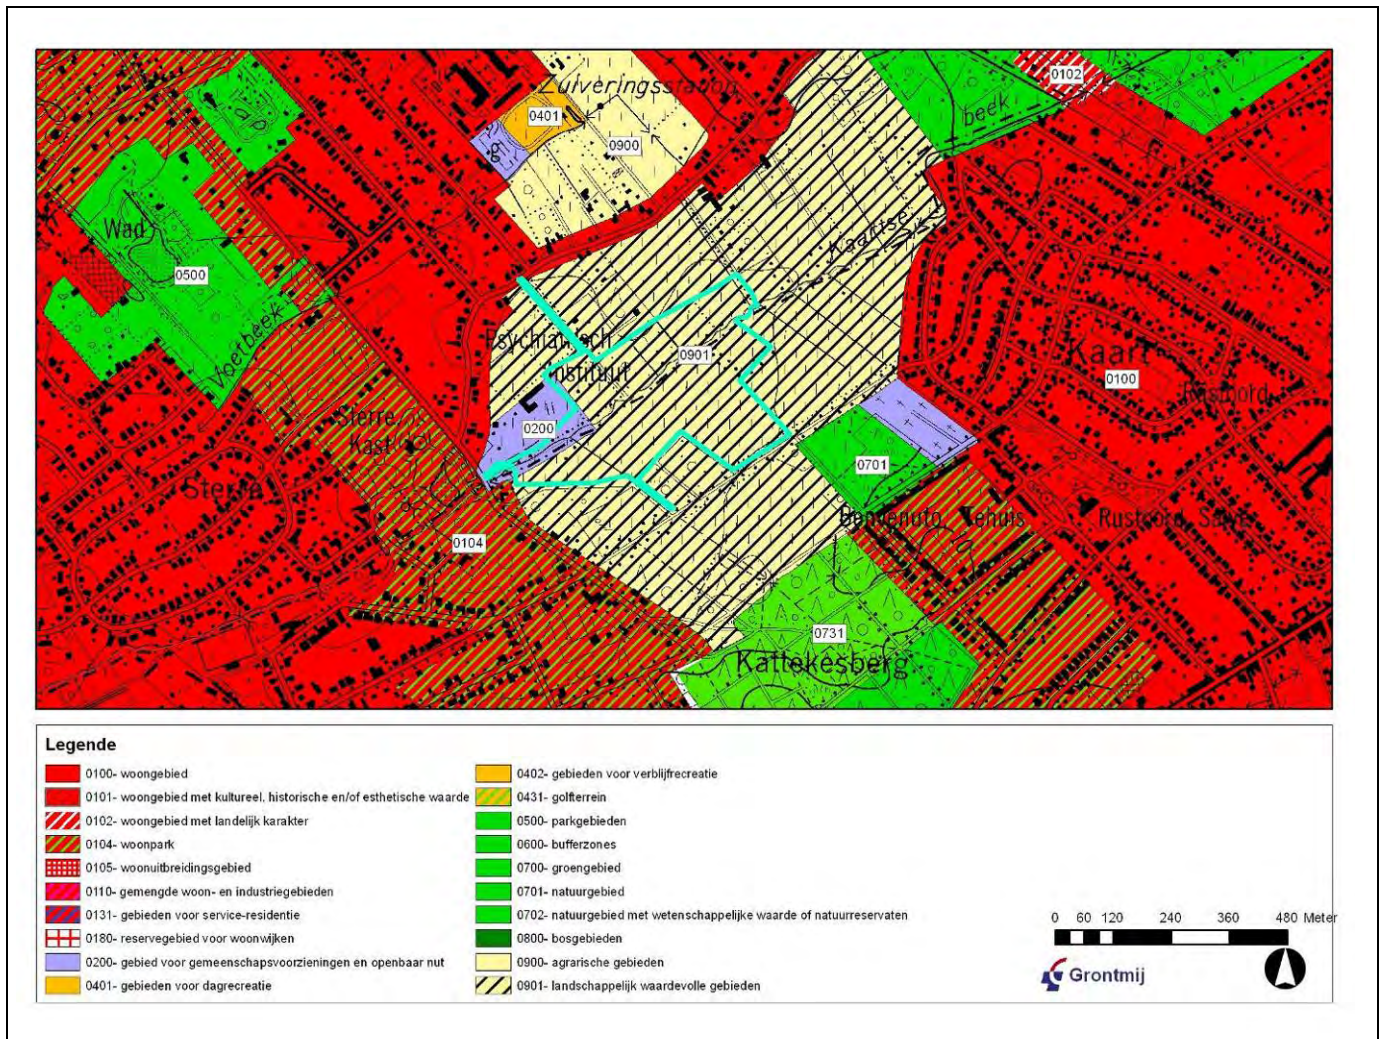 Zuiveringsstation
0102
beek
0401
g
0900
Wad
Kaartse
0500
Psychiatrisch
Instituut
0901
Voetbeek
Kaart
0100
Rustoord
Sterre
Kast
0200
0701
Sterre
Benvenuto Tehuis
Rustoord
0104
0731
Kattekesberg
Legende
0100- woongebied
0101- woongebied met kultureel, historische en/of esthetische waarde
0102- woongebied met landelijk karakter
0104- woonpark
0105- woonuitbreidingsgebied
0110- gemengde woon- en industriegebieden
0131- gebieden voor service-residentie
0180- reservegebied voor woonwijken
0200- gebied voor gemeenschapsvoorzieningen en openbaar nut
0401- gebieden voor dagrecreatie
0402- gebieden voor verblijfrecreatie
0431- golfterrein
0500- parkgebieden
0600- bufferzones
0700- groengebied
0701- natuurgebied
0702- natuurgebied met wetenschappelijke waarde of natuurreservaten
0800- bosgebieden
0900- agrarische gebieden
0901- landschappelijk waardevolle gebieden
0 60 120 240 360 480 Meter
Grontmij